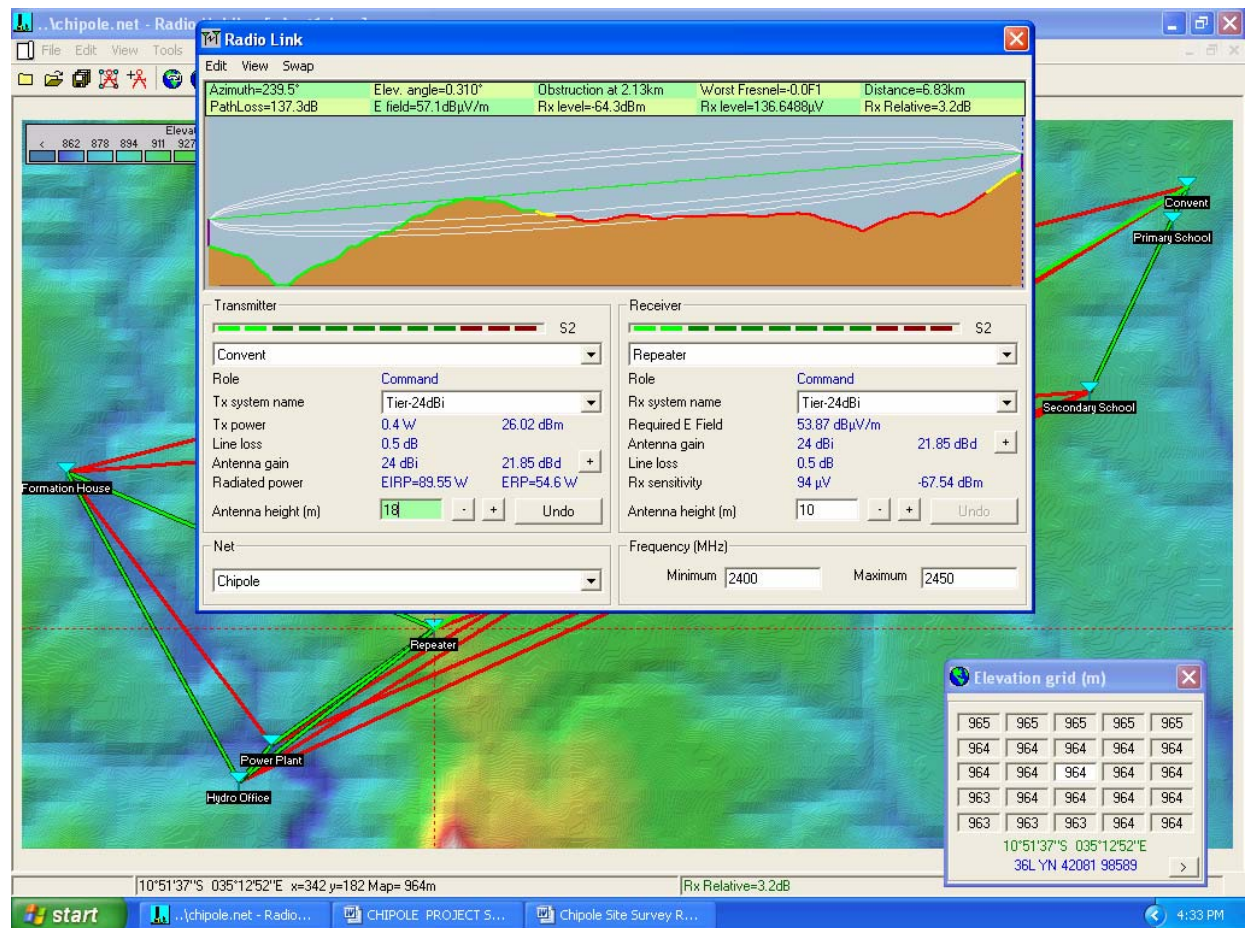 ..\chipole.net - Radio
File Edit View Tools
Radio Link
Edit View Swap
Azimuth=239.5° Elev. angle=0.310° Obstruction at 2.13km Worst Fresnel=-0.0F1 Distance=6.83km
PathLoss=137.3dB E field=57.1dBµV/m Rx level=-64.3dBm Rx level=136.6488µV Rx Relative=3.2dB
Eleva
< 862 878 894 911 927
Convent
Primary School
Secondary School
Formation House
Repeater
Power Plant
Hydro Office
Transmitter
S2
Convent
Role Command
Tx system name Tier-24dBi
Tx power 0.4 W 26.02 dBm
Line loss 0.5 dB
Antenna gain 24 dBi 21.85 dBd +
Radiated power EIRP=89.55 W ERP=54.6 W
Antenna height (m) 18 - + Undo
Net
Chipole
Receiver
S2
Repeater
Role Command
Rx system name Tier-24dBi
Required E Field 53.87 dBµV/m
Antenna gain 24 dBi 21.85 dBd +
Line loss 0.5 dB
Rx sensitivity 94 µV -67.54 dBm
Antenna height (m) 10 - + Undo
Frequency (MHz)
Minimum 2400 Maximum 2450
Elevation grid (m)
965 965 965 965 965
964 964 964 964 964
964 964 964 964 964
963 964 964 964 964
963 963 963 964 964
10°51'37"S 035°12'52"E
36L YN 42081 98589 >
10°51'37"S 035°12'52"E x=342 y=182 Map= 964m Rx Relative=3.2dB
start ..\chipole.net - Radio... CHIPOLE PROJECT S... Chipole Site Survey R... 4:33 PM